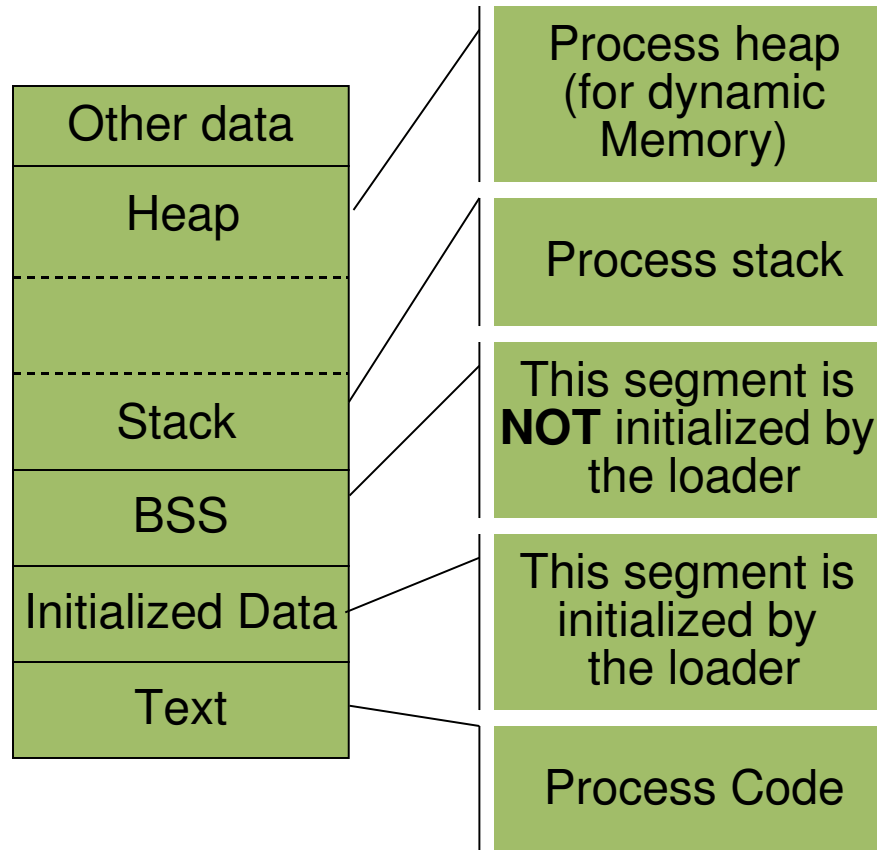 Other data
Heap
Stack
BSS
Initialized Data
Text
Process heap
(for dynamic
Memory)
Process stack
This segment is
NOT initialized by
the loader
This segment is
initialized by
the loader
Process Code